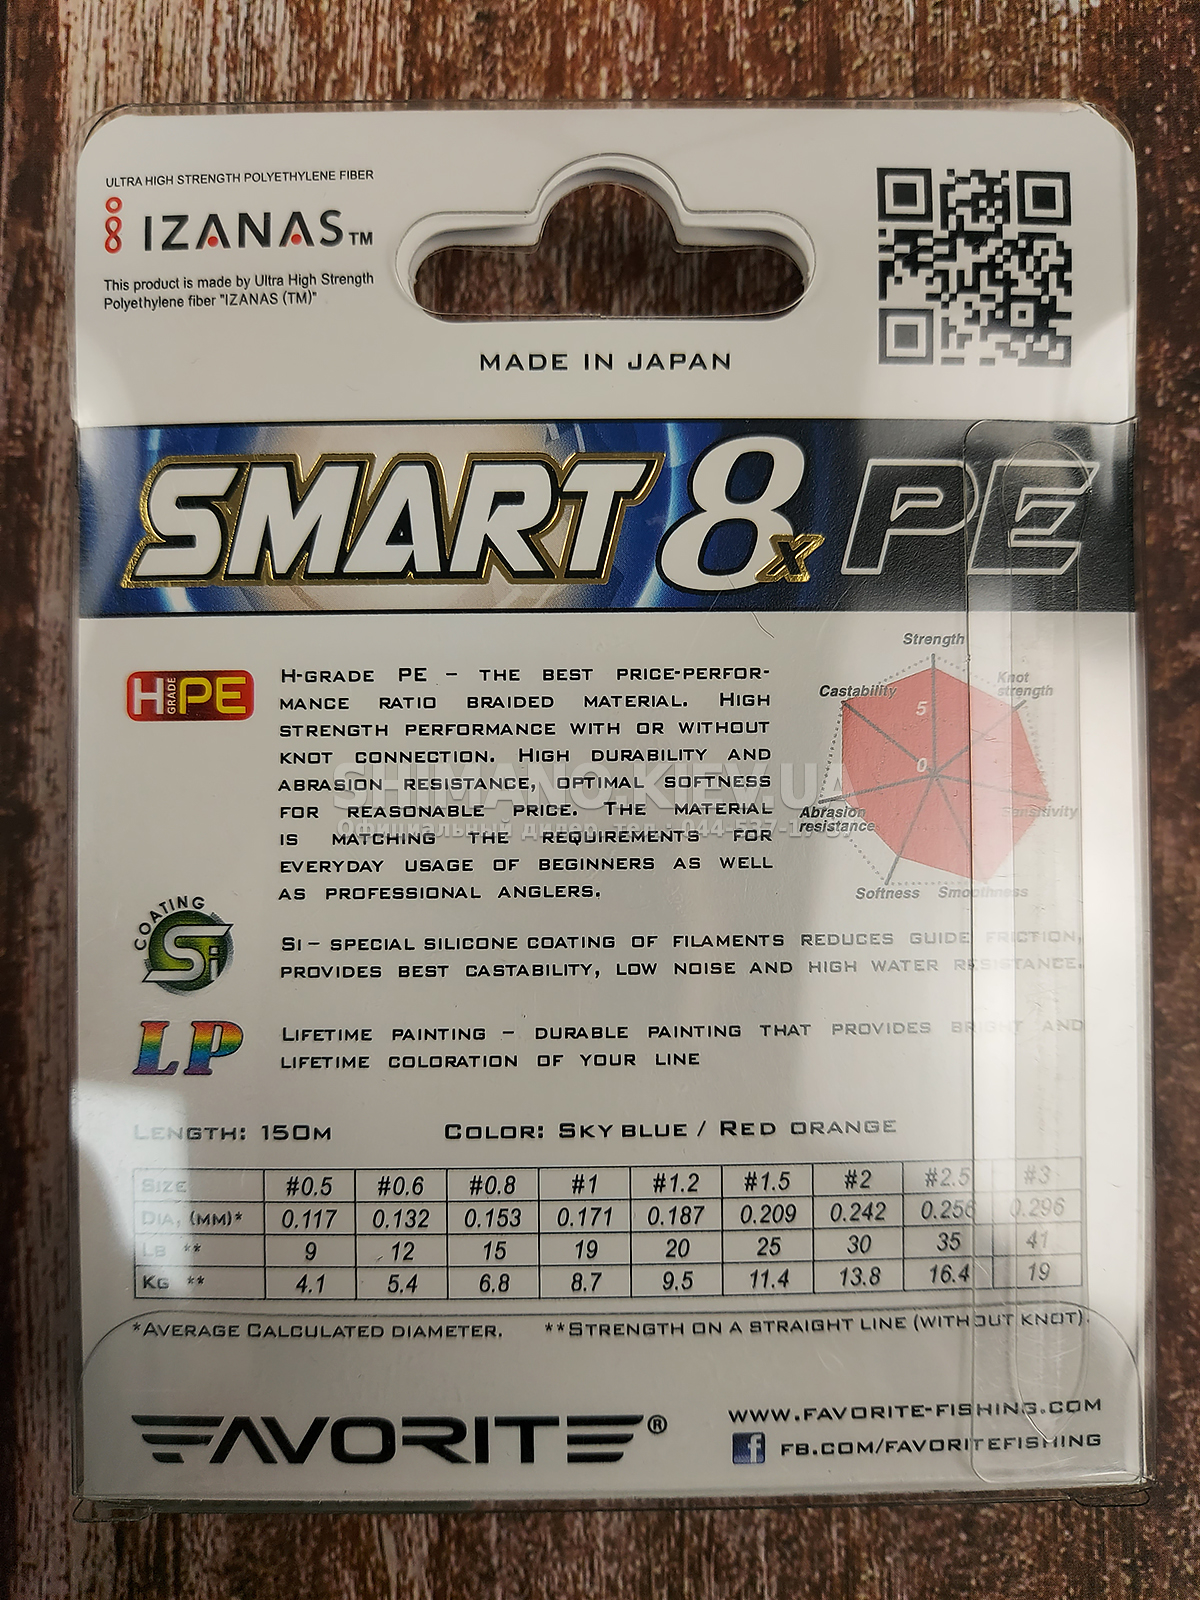 ULTRA HIGH STRENGTH POLYETHYLENE FIBER
IZANAS TM
This product is made by Ultra High Strength
Polyethylene fiber "IZANAS (TM)"
MADE IN JAPAN
SMART 8x PE
H GRADE PE
H-GRADE PE – THE BEST PRICE-PERFOR-
MANCE RATIO BRAIDED MATERIAL. HIGH
STRENGTH PERFORMANCE WITH OR WITHOUT
KNOT CONNECTION. HIGH DURABILITY AND
ABRASION RESISTANCE, OPTIMAL SOFTNESS
FOR REASONABLE PRICE. THE MATERIAL
IS MATCHING THE REQUIREMENTS FOR
EVERYDAY USAGE OF BEGINNERS AS WELL
AS PROFESSIONAL ANGLERS.
Strength
Knot
strength
Castability
5
0
Abrasion
resistance
Sensitivity
Softness Smoothness
SHIMANO.KIEV.UA
Официальный дилер, тел.:
COATING
Si
SI – SPECIAL SILICONE COATING OF FILAMENTS REDUCES GUIDE FRICTION,
PROVIDES BEST CASTABILITY, LOW NOISE AND HIGH WATER RESISTANCE.
LP
LIFETIME PAINTING – DURABLE PAINTING THAT PROVIDES BRIGHT AND
LIFETIME COLORATION OF YOUR LINE
LENGTH: 150M COLOR: SKY BLUE / RED ORANGE
SIZE #0.5 #0.6 #0.8 #1 #1.2 #1.5 #2 #2.5 #3
DIA, (MM)* 0.117 0.132 0.153 0.171 0.187 0.209 0.242 0.256 0.296
LB ** 9 12 15 19 20 25 30 35 41
KG ** 4.1 5.4 6.8 8.7 9.5 11.4 13.8 16.4 19
*AVERAGE CALCULATED DIAMETER. **STRENGTH ON A STRAIGHT LINE (WITHOUT KNOT).
FAVORITE®
WWW.FAVORITE-FISHING.COM
f FB.COM/FAVORITEFISHING